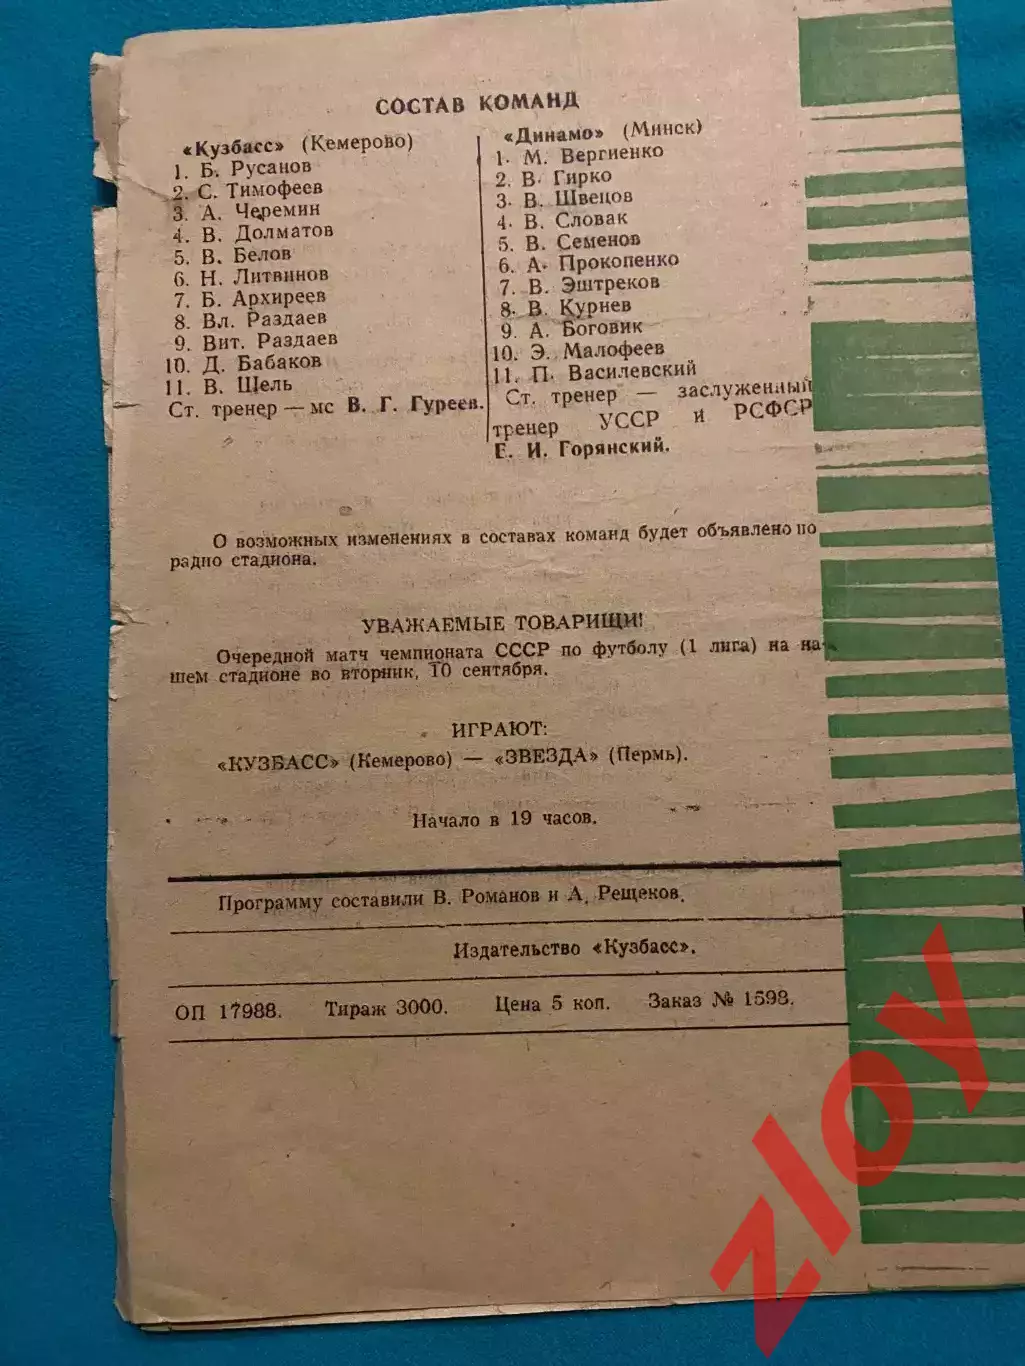 СОСТАВ КОМАНД
«Кузбасс» (Кемерово)
1. Б. Русанов
2. С. Тимофеев
3. А. Черемин
4. В. Долматов
5. В. Белов
6. Н. Литвинов
7. Б. Архиреев
8. Вл. Раздаев
9. Вит. Раздаев
10. Д. Бабаков
11. В. Шель
Ст. тренер — мс В. Г. Гуреев.
«Динамо» (Минск)
1. М. Вергиенко
2. В. Гирко
3. В. Швецов
4. В. Словак
5. В. Семенов
6. А. Прокопенко
7. В. Эштреков
8. В. Курнев
9. А. Боговик
10. Э. Малофеев
11. П. Василевский
Ст. тренер — заслуженный
тренер УССР и РСФСР
Е. И. Горянский.
О возможных изменениях в составах команд будет объявлено по
радио стадиона.
УВАЖАЕМЫЕ ТОВАРИЩИ!
Очередной матч чемпионата СССР по футболу (1 лига) на на-
шем стадионе во вторник, 10 сентября.
ИГРАЮТ:
«КУЗБАСС» (Кемерово) — «ЗВЕЗДА» (Пермь).
Начало в 19 часов.
Программу составили В. Романов и А. Рещеков.
Издательство «Кузбасс».
ОП 17988. Тираж 3000. Цена 5 коп. Заказ № 1598.
zloy